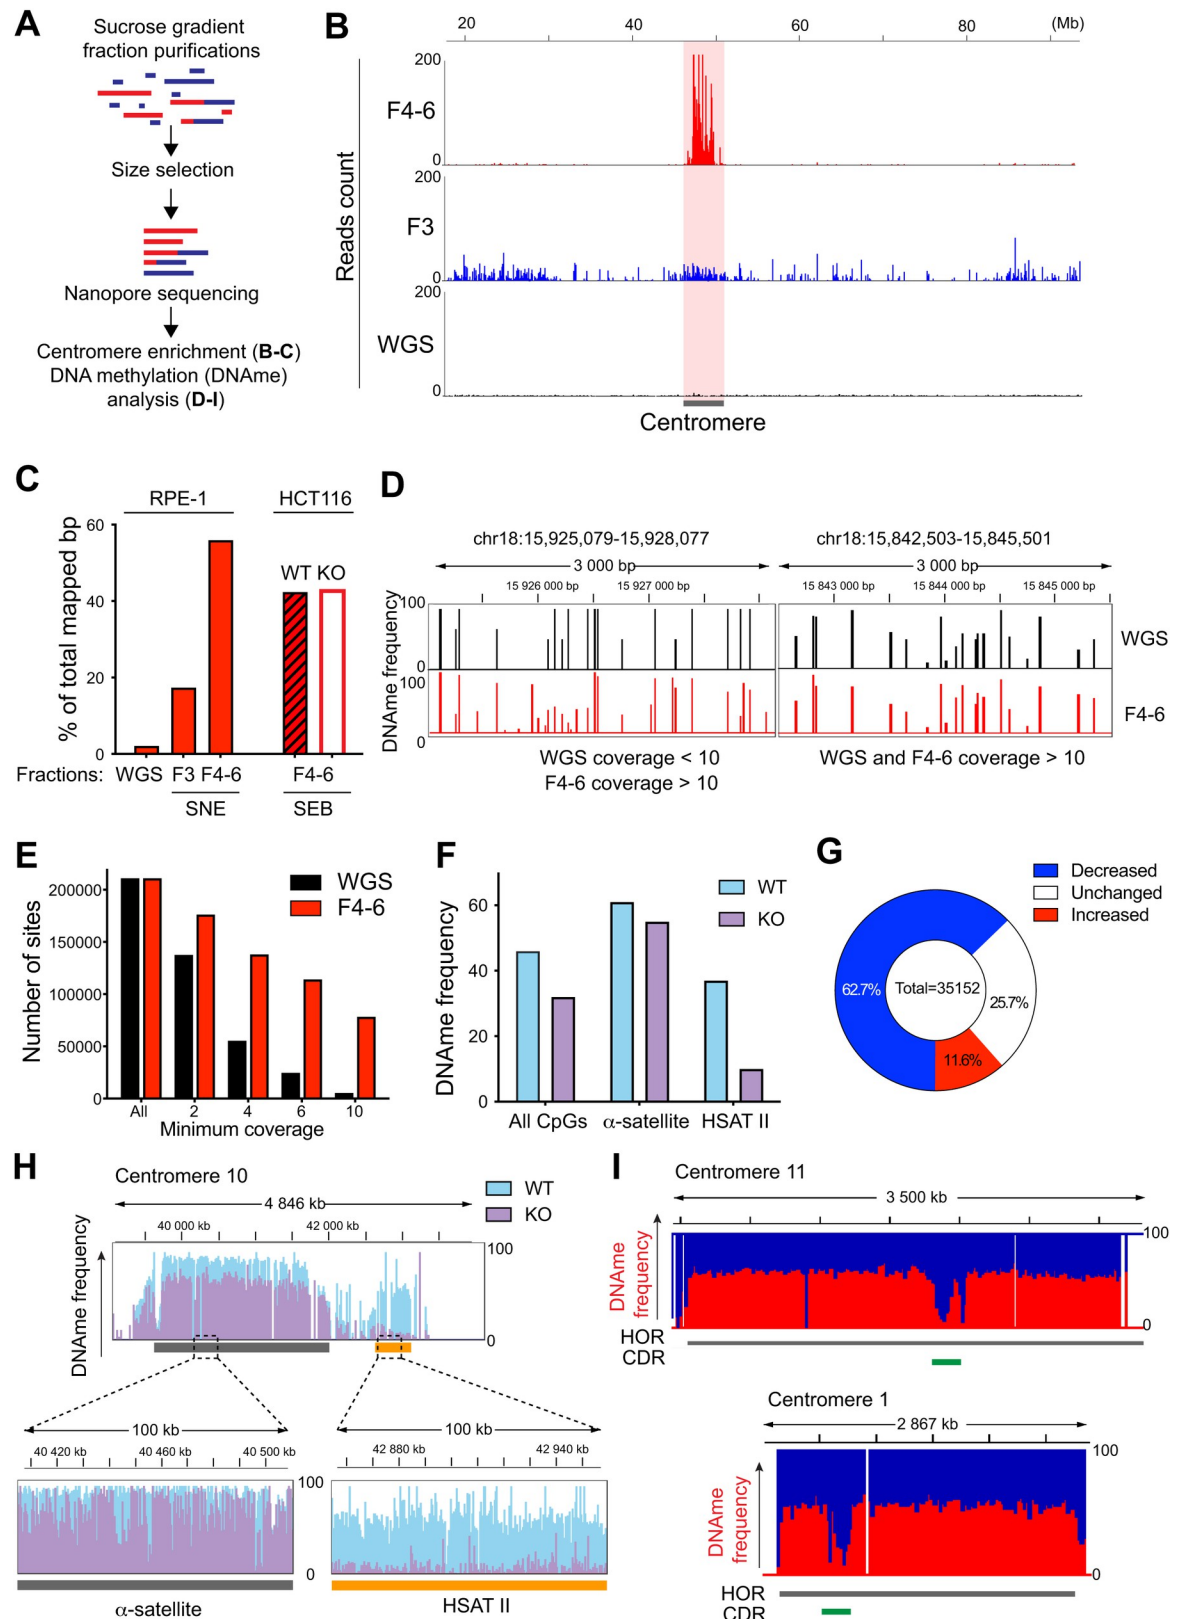 A
Sucrose gradient
fraction purifications
Size selection
Nanopore sequencing
Centromere enrichment (B-C)
DNA methylation (DNAme)
analysis (D-I)
B
20 40 60 80 (Mb)
Reads count
F4-6
200
0
F3
200
0
WGS
200
0
Centromere
C
RPE-1 HCT116
% of total mapped bp
60
40
20
0
WT KO
Fractions: WGS F3 F4-6 F4-6
SNE SEB
D
chr18:15,925,079-15,928,077 chr18:15,842,503-15,845,501
3 000 bp 3 000 bp
15 926 000 bp 15 927 000 bp 15 843 000 bp 15 844 000 bp 15 845 000 bp
DNAme frequency
100
0
WGS
100
0
F4-6
WGS coverage < 10 WGS and F4-6 coverage > 10
F4-6 coverage > 10
E
WGS
F4-6
Number of sites
200000
150000
100000
50000
0
All 2 4 6 10
Minimum coverage
F
WT
KO
DNAme frequency
60
40
20
0
All CpGs α-satellite HSAT II
G
Decreased
Unchanged
Increased
62.7% Total=35152 25.7%
11.6%
H
Centromere 10
WT
KO
4 846 kb
40 000 kb 42 000 kb
DNAme frequency
100
0
100 kb 100 kb
40 420 kb 40 460 kb 40 500 kb 42 880 kb 42 940 kb
100
0
α-satellite HSAT II
I
Centromere 11
3 500 kb
DNAme
frequency
100
0
HOR
CDR
Centromere 1
2 867 kb
DNAme
frequency
100
0
HOR
CDR